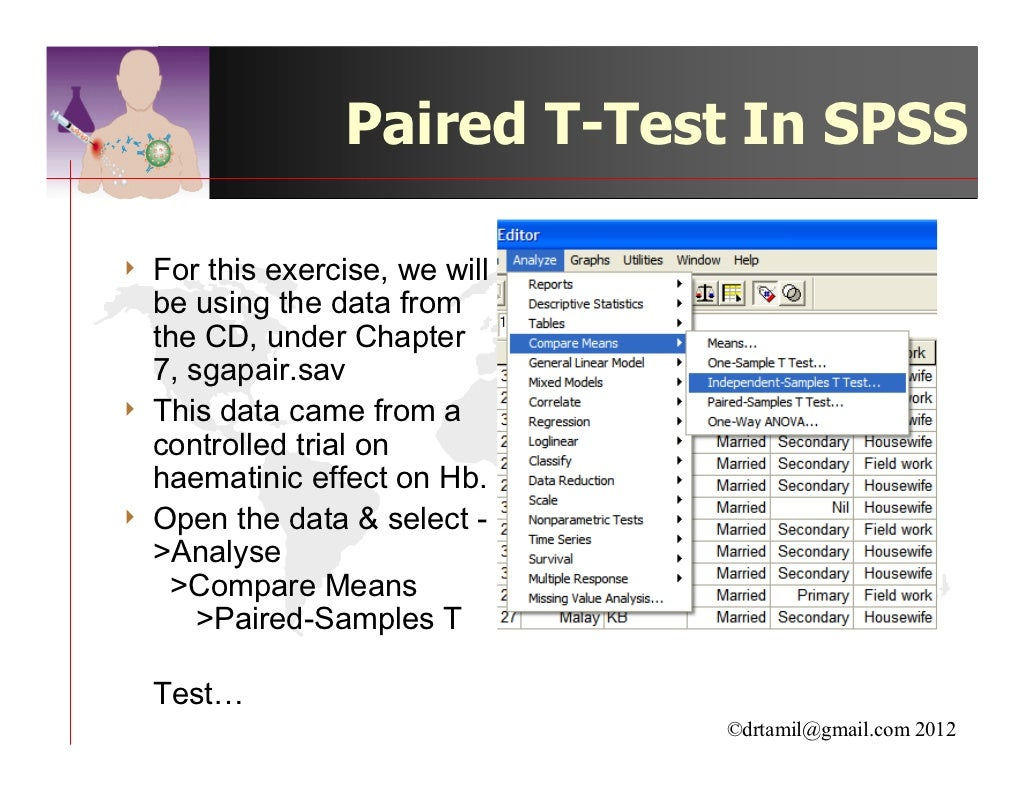 Paired T-Test In SPSS
For this exercise, we will
be using the data from
the CD, under Chapter
7, sgapair.sav
This data came from a
controlled trial on
haematinic effect on Hb.
Open the data & select -
>Analyse
>Compare Means
>Paired-Samples T
Test…
Editor
Analyze Graphs Utilities Window Help
Reports
Descriptive Statistics
Tables
Compare Means
General Linear Model
Mixed Models
Correlate
Regression
Loglinear
Classify
Data Reduction
Scale
Nonparametric Tests
Time Series
Survival
Multiple Response
Missing Value Analysis...
Means...
One-Sample T Test...
Independent-Samples T Test...
Paired-Samples T Test...
One-Way ANOVA...
Married Secondary Housewife
Married Secondary Field work
Married Secondary Housewife
Married Nil Housewife
Married Secondary Field work
Married Secondary Housewife
Married Secondary Housewife
Married Primary Field work
27 Malay KB Married Secondary Housewife
©drtamil@gmail.com 2012